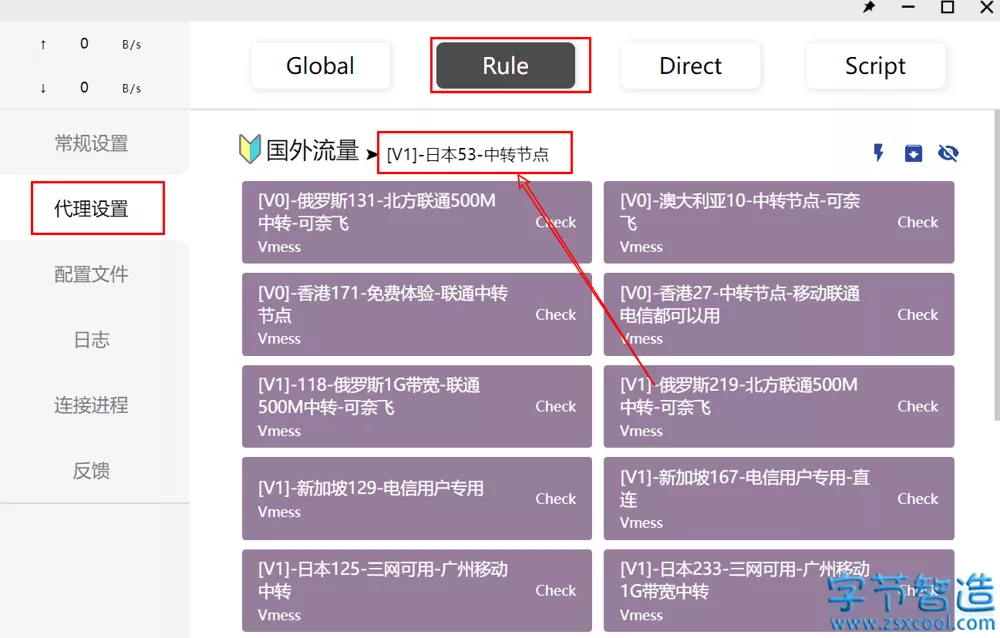 ↑ 0 B/s
↓ 0 B/s
Global Rule Direct Script
常规设置
代理设置
配置文件
日志
连接进程
反馈
国外流量 ➤ [V1]-日本53-中转节点
[V0]-俄罗斯131-北方联通500M
中转-可奈飞
Check
Vmess
[V0]-澳大利亚10-中转节点-可奈
飞
Check
Vmess
[V0]-香港171-免费体验-联通中转
节点
Check
Vmess
[V0]-香港27-中转节点-移动联通
电信都可以用
Check
Vmess
[V1]-118-俄罗斯1G带宽-联通
500M中转-可奈飞
Check
Vmess
[V1]-俄罗斯219-北方联通500M
中转-可奈飞
Check
Vmess
[V1]-新加坡129-电信用户专用
Check
Vmess
[V1]-新加坡167-电信用户专用-直
连
Check
Vmess
[V1]-日本125-三网可用-广州移动
中转
Check
Vmess
[V1]-日本233-三网可用-广州移动
1G带宽中转
Check
Vmess
字节智造
www.zsxcool.com